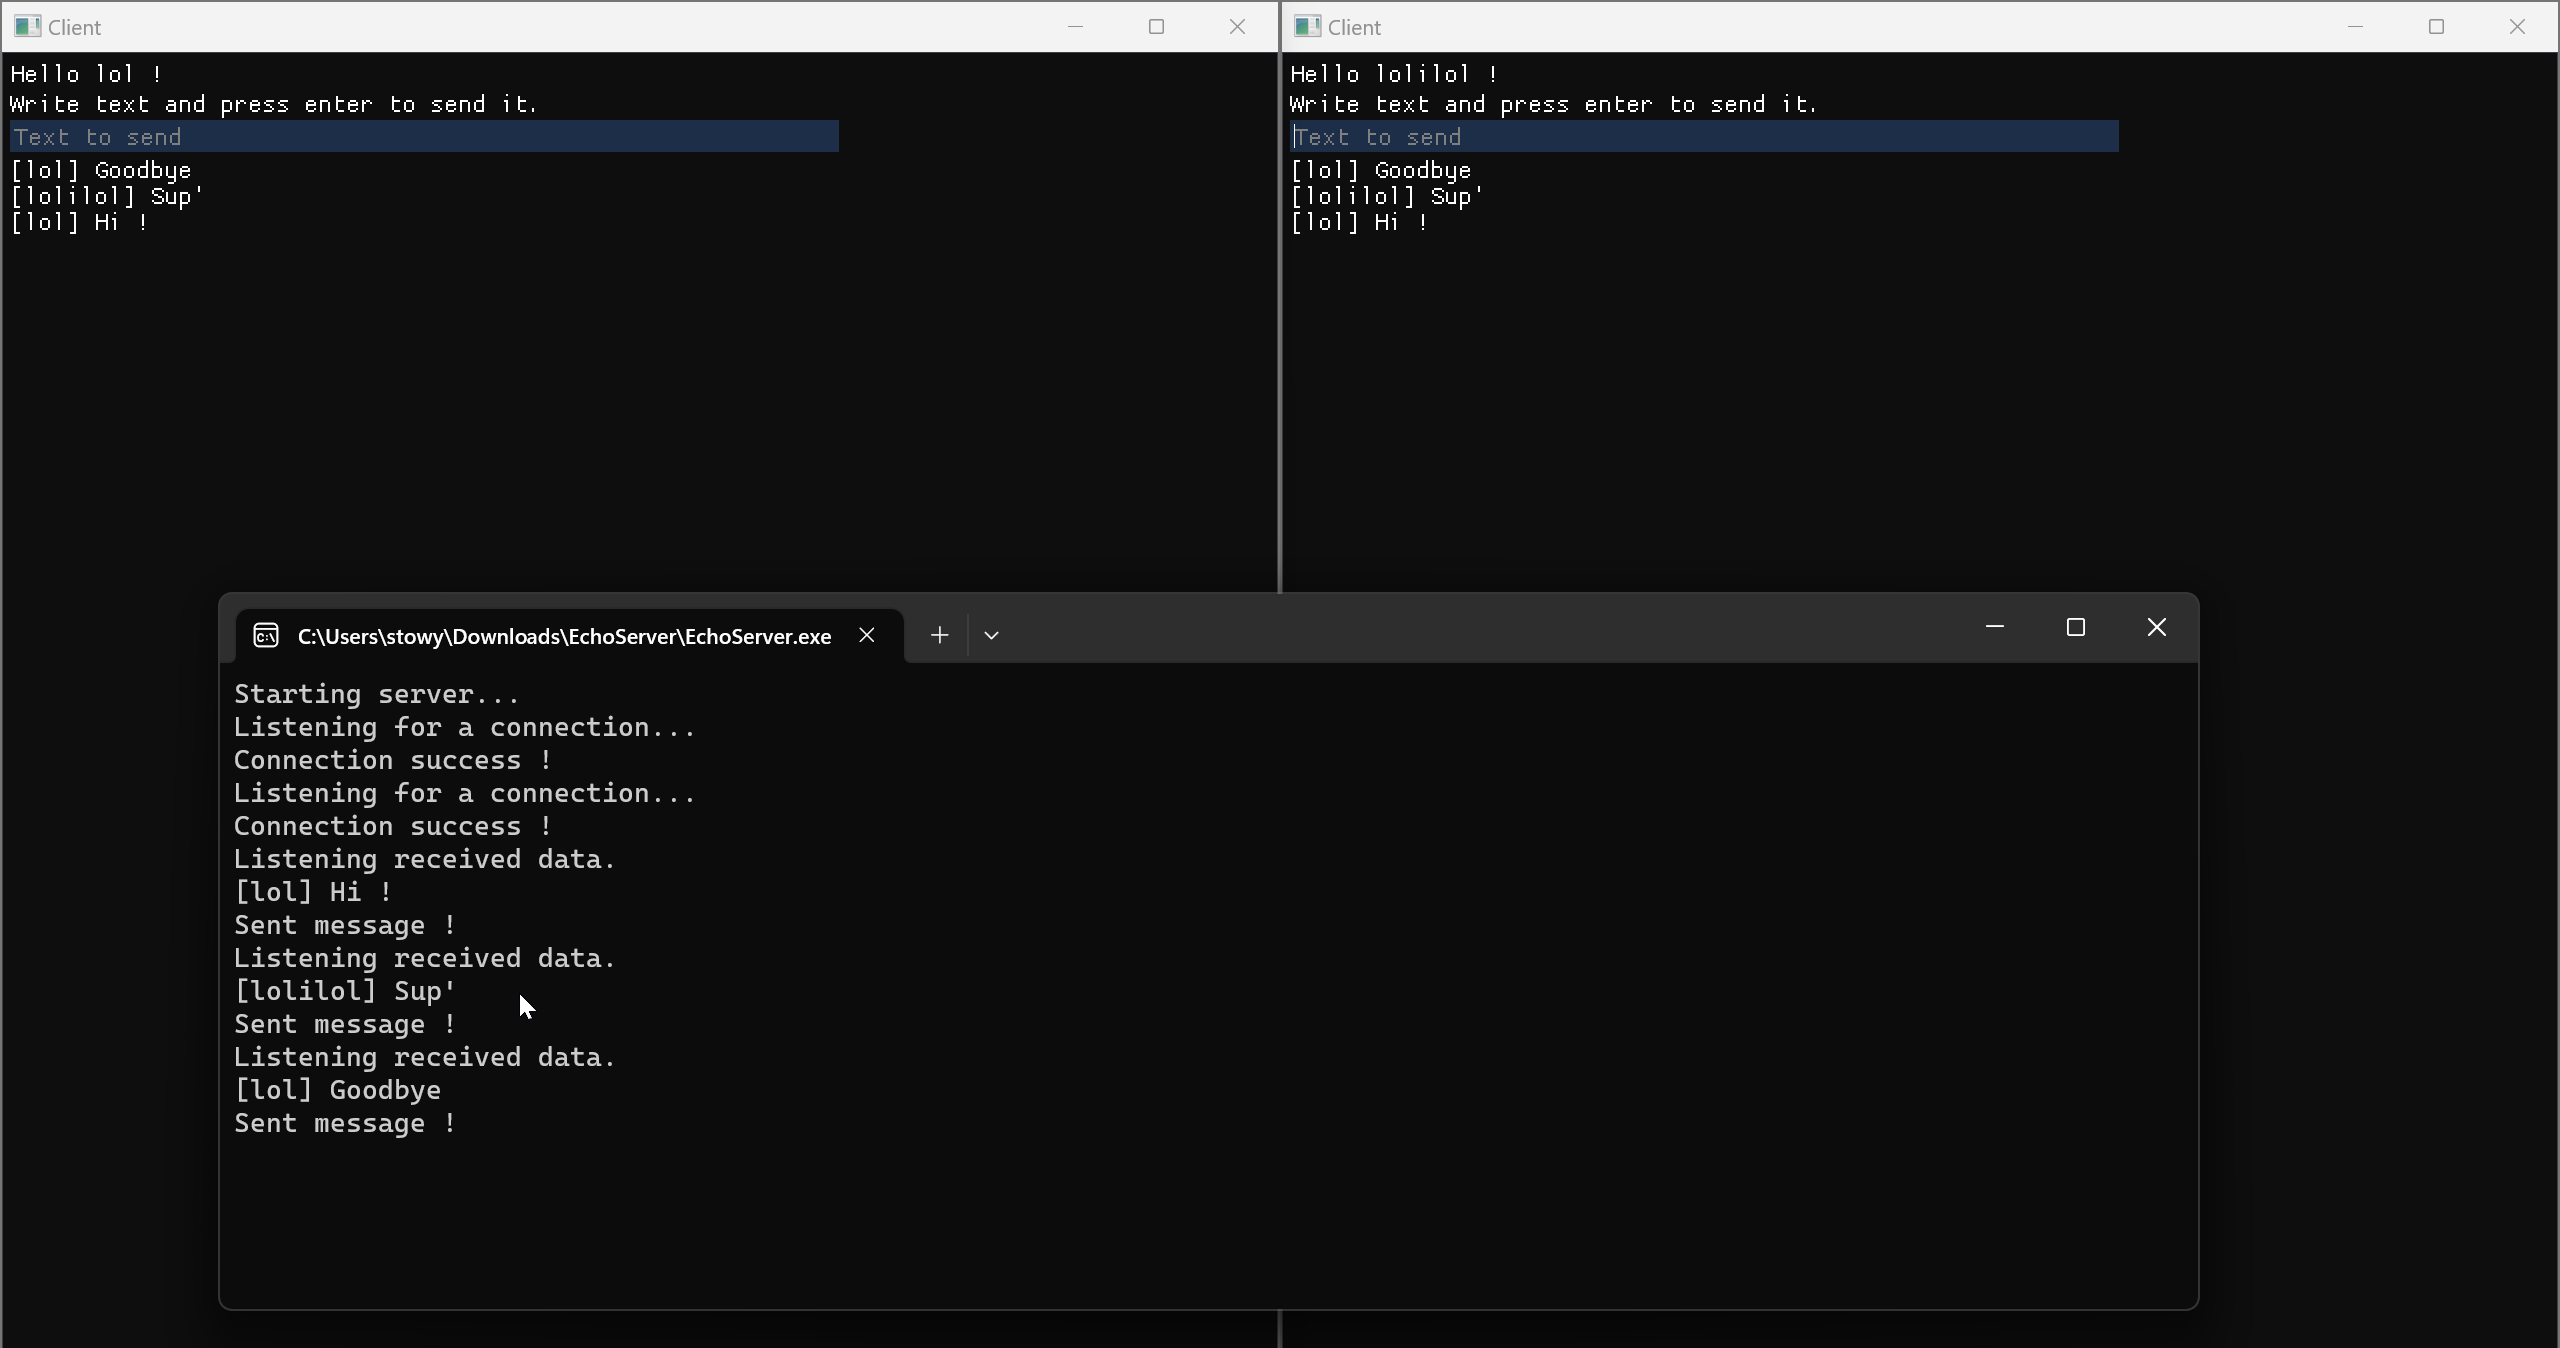 Client
Hello lol !
Write text and press enter to send it.
Text to send
[lol] Goodbye
[lolilol] Sup'
[lol] Hi !
Client
Hello lolilol !
Write text and press enter to send it.
Text to send
[lol] Goodbye
[lolilol] Sup'
[lol] Hi !
C:\Users\stowy\Downloads\EchoServer\EchoServer.exe
Starting server...
Listening for a connection...
Connection success !
Listening for a connection...
Connection success !
Listening received data.
[lol] Hi !
Sent message !
Listening received data.
[lolilol] Sup'
Sent message !
Listening received data.
[lol] Goodbye
Sent message !